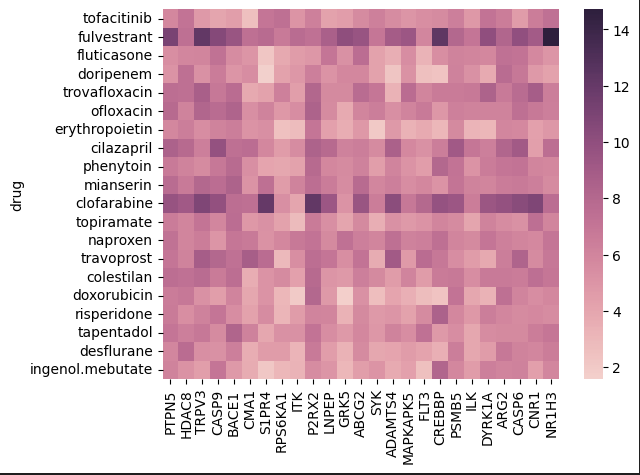 drug
tofacitinib
fulvestrant
fluticasone
doripenem
trovafloxacin
ofloxacin
erythropoietin
cilazapril
phenytoin
mianserin
clofarabine
topiramate
naproxen
travoprost
colestilan
doxorubicin
risperidone
tapentadol
desflurane
ingenol.mebutate
PTPN5
HDAC8
TRPV3
CASP9
BACE1
CMA1
S1PR4
RPS6KA1
ITK
P2RX2
LNPEP
GRK5
ABCG2
SYK
ADAMTS4
MAPKAPK5
FLT3
CREBBP
PSMB5
ILK
DYRK1A
ARG2
CASP6
CNR1
NR1H3
14
12
10
8
6
4
2